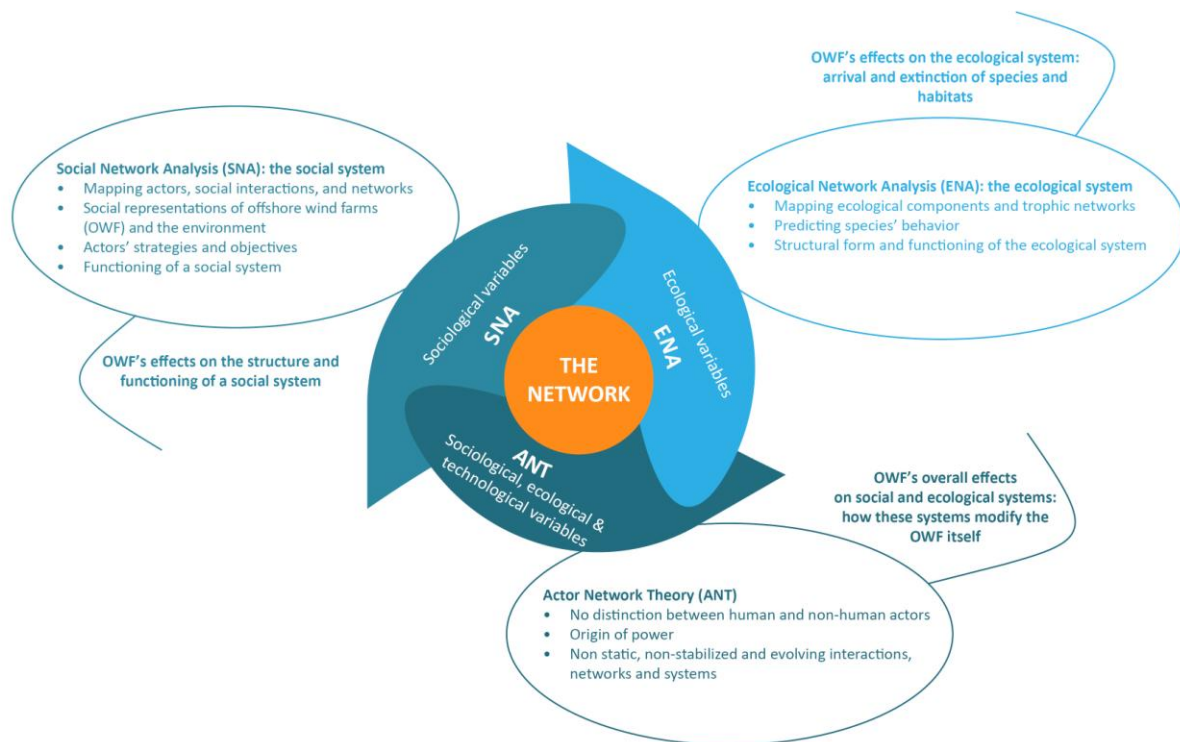 OWF's effects on the ecological system:
arrival and extinction of species and
habitats
Social Network Analysis (SNA): the social system
• Mapping actors, social interactions, and networks
• Social representations of offshore wind farms
(OWF) and the environment
• Actors' strategies and objectives
• Functioning of a social system
Ecological Network Analysis (ENA): the ecological system
• Mapping ecological components and trophic networks
• Predicting species' behavior
• Structural form and functioning of the ecological system
OWF's effects on the structure and
functioning of a social system
Sociological variables
SNA
Ecological variables
ENA
THE
NETWORK
ANT
Sociological, ecological &
technological variables
OWF's overall effects
on social and ecological systems:
how these systems modify the
OWF itself
Actor Network Theory (ANT)
• No distinction between human and non-human actors
• Origin of power
• Non static, non-stabilized and evolving interactions,
networks and systems